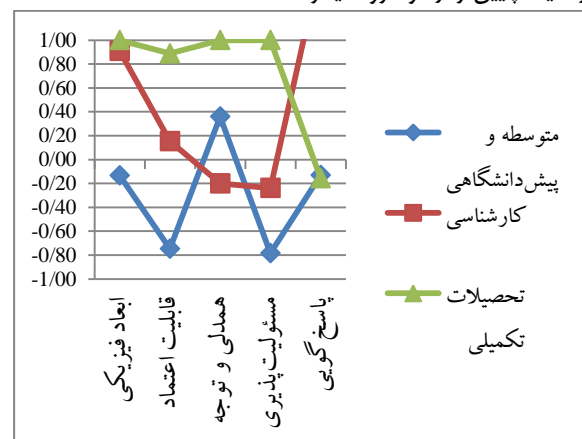 1/00
0/80
0/60
0/40
0/20
0/00
-0/20
-0/40
-0/60
-0/80
-1/00
ابعاد فیزیکی
قابلیت اعتماد
همدلی و توجه
مسئولیت‌پذیری
پاسخ گویی
متوسطه و
پیش‌دانشگاهی
کارشناسی
تحصیلات
تکمیلی